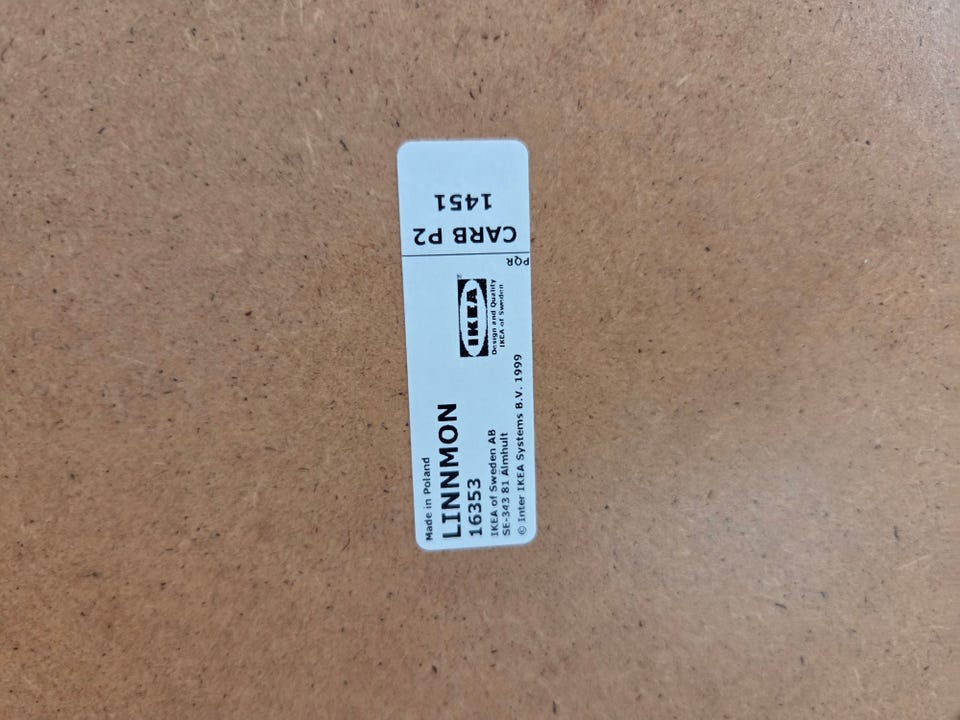 Made in Poland
LINNMON
16353
IKEA of Sweden AB
SE-343 81 Älmhult
© Inter IKEA Systems B.V. 1999
IKEA®
Design and Quality
IKEA of Sweden
PQR
CARB P2
1451